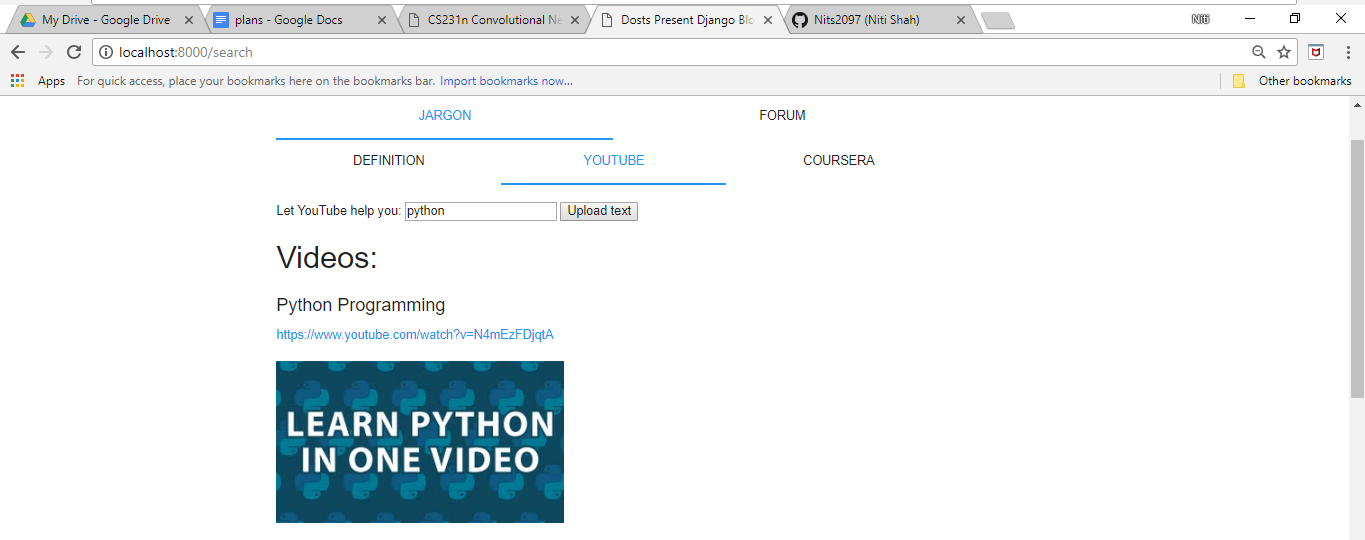 My Drive - Google Drive
plans - Google Docs
CS231n Convolutional Ne
Dosts Present Django Blo
Nits2097 (Niti Shah)
Niti
localhost:8000/search
Apps
For quick access, place your bookmarks here on the bookmarks bar. Import bookmarks now...
Other bookmarks
JARGON
FORUM
DEFINITION
YOUTUBE
COURSERA
Let YouTube help you: python Upload text
Videos:
Python Programming
https://www.youtube.com/watch?v=N4mEzFDjqtA
LEARN PYTHON
IN ONE VIDEO